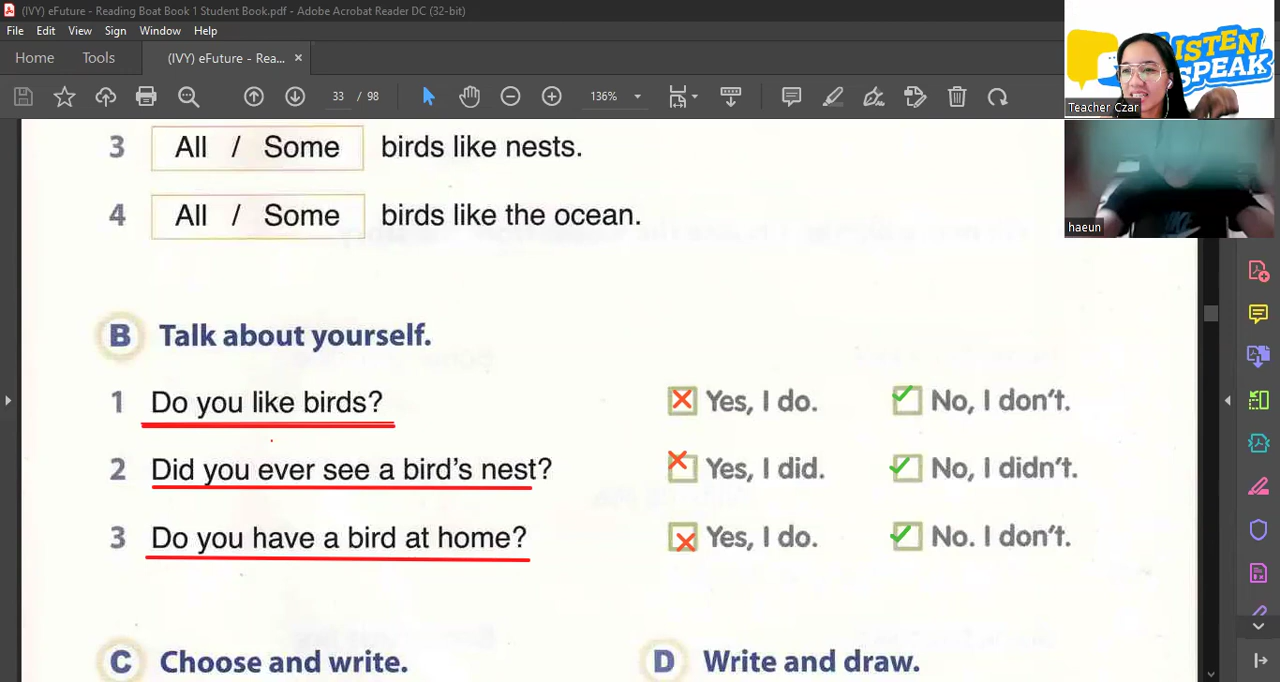 (IVY) eFuture - Reading Boat Book 1 Student Book.pdf - Adobe Acrobat Reader DC (32-bit)
File Edit View Sign Window Help
Home Tools (IVY) eFuture - Rea... ×
33 / 98 136%
LISTEN
SPEAK
Teacher Czar
haeun
3 All / Some birds like nests.
4 All / Some birds like the ocean.
B Talk about yourself.
1 Do you like birds? Yes, I do. No, I don't.
2 Did you ever see a bird's nest? Yes, I did. No, I didn't.
3 Do you have a bird at home? Yes, I do. No. I don't.
C Choose and write. D Write and draw.